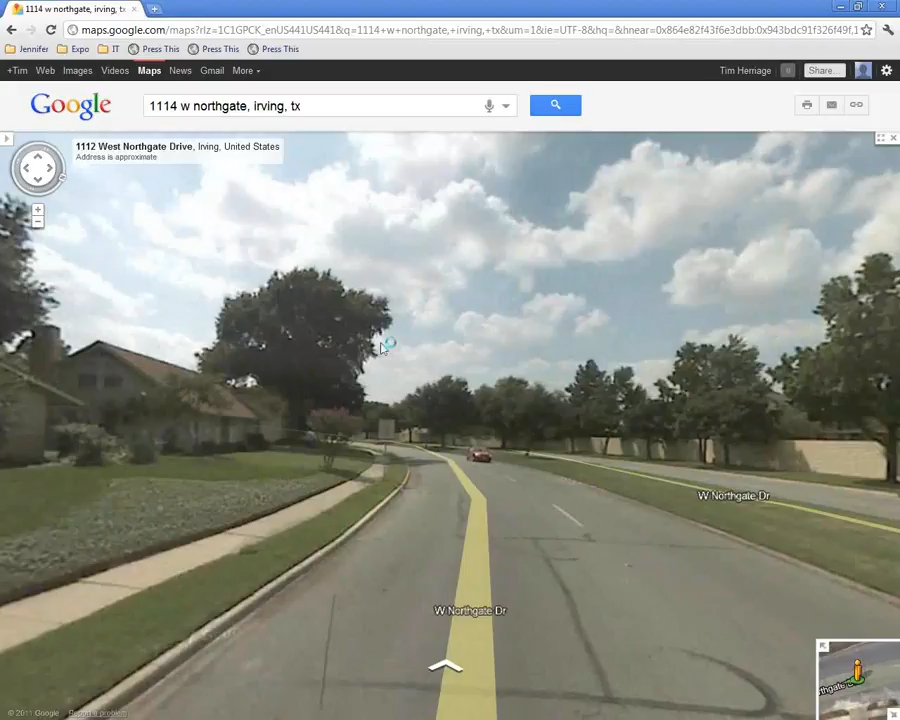 1114 w northgate, irving, tx
maps.google.com/maps?rlz=1C1GPCK_enUS441US441&q=1114+w+northgate,+irving,+tx&um=1&ie=UTF-8&hq=&hnear=0x864e82f43f6e3dbb:0x943bdc91f326f49f,1
Jennifer Expo IT Press This Press This Press This
+Tim Web Images Videos Maps News Gmail More Tim Herriage Share...
Google 1114 w northgate, irving, tx
1112 West Northgate Drive, Irving, United States
Address is approximate
W Northgate Dr
W Northgate Dr
© 2011 Google Report a problem